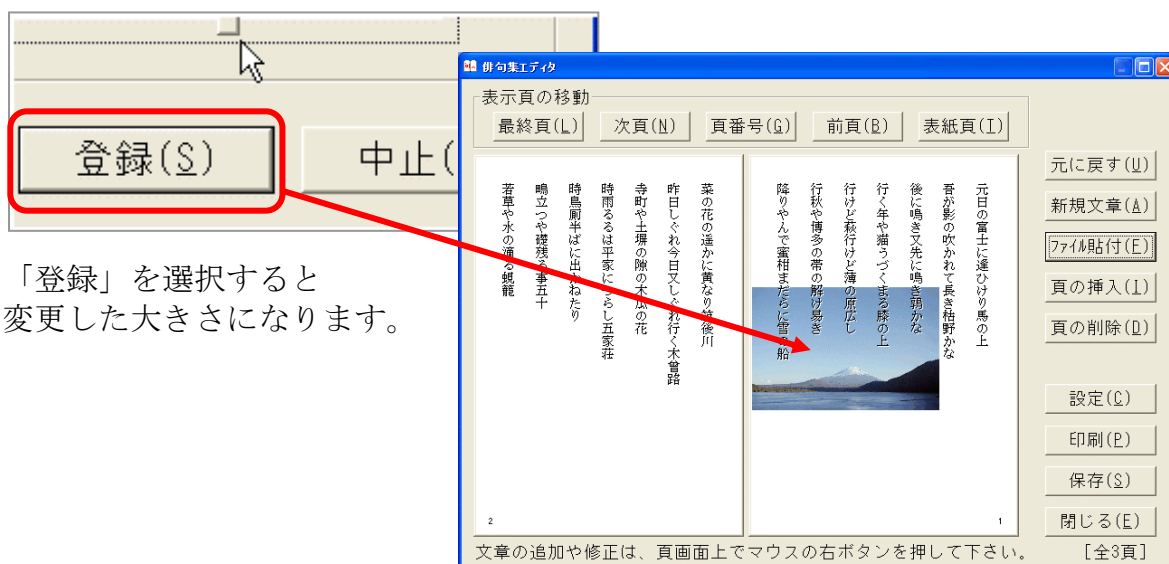 登録(S)
中止(
「登録」を選択すると
変更した大きさになります。
俳句集エディタ
表示頁の移動
最終頁(L)
次頁(N)
頁番号(G)
前頁(B)
表紙頁(I)
元日の富士に逢ひけり馬の上
吾が影の吹かれて長き枯野かな
後に鳴き又先に鳴き鶉かな
行く年や猫うづくまる膝の上
行けど萩行けど薄の原広し
行秋や博多の帯の解け易き
降りやんで蜜柑まだらに雪の船
1
菜の花の遥かに黄なり筑後川
昨日しぐれ今日又しぐれ行く木曾路
寺町や土塀の隙の木瓜の花
時雨るるは平家につらし五家荘
時鳥厠半ばに出かねたり
鴫立つや礎残る事五十
若草や水の滴る蜆籠
2
元に戻す(U)
新規文章(A)
ファイル貼付(F)
頁の挿入(I)
頁の削除(D)
設定(C)
印刷(P)
保存(S)
閉じる(E)
文章の追加や修正は、頁画面上でマウスの右ボタンを押して下さい。
[全3頁]